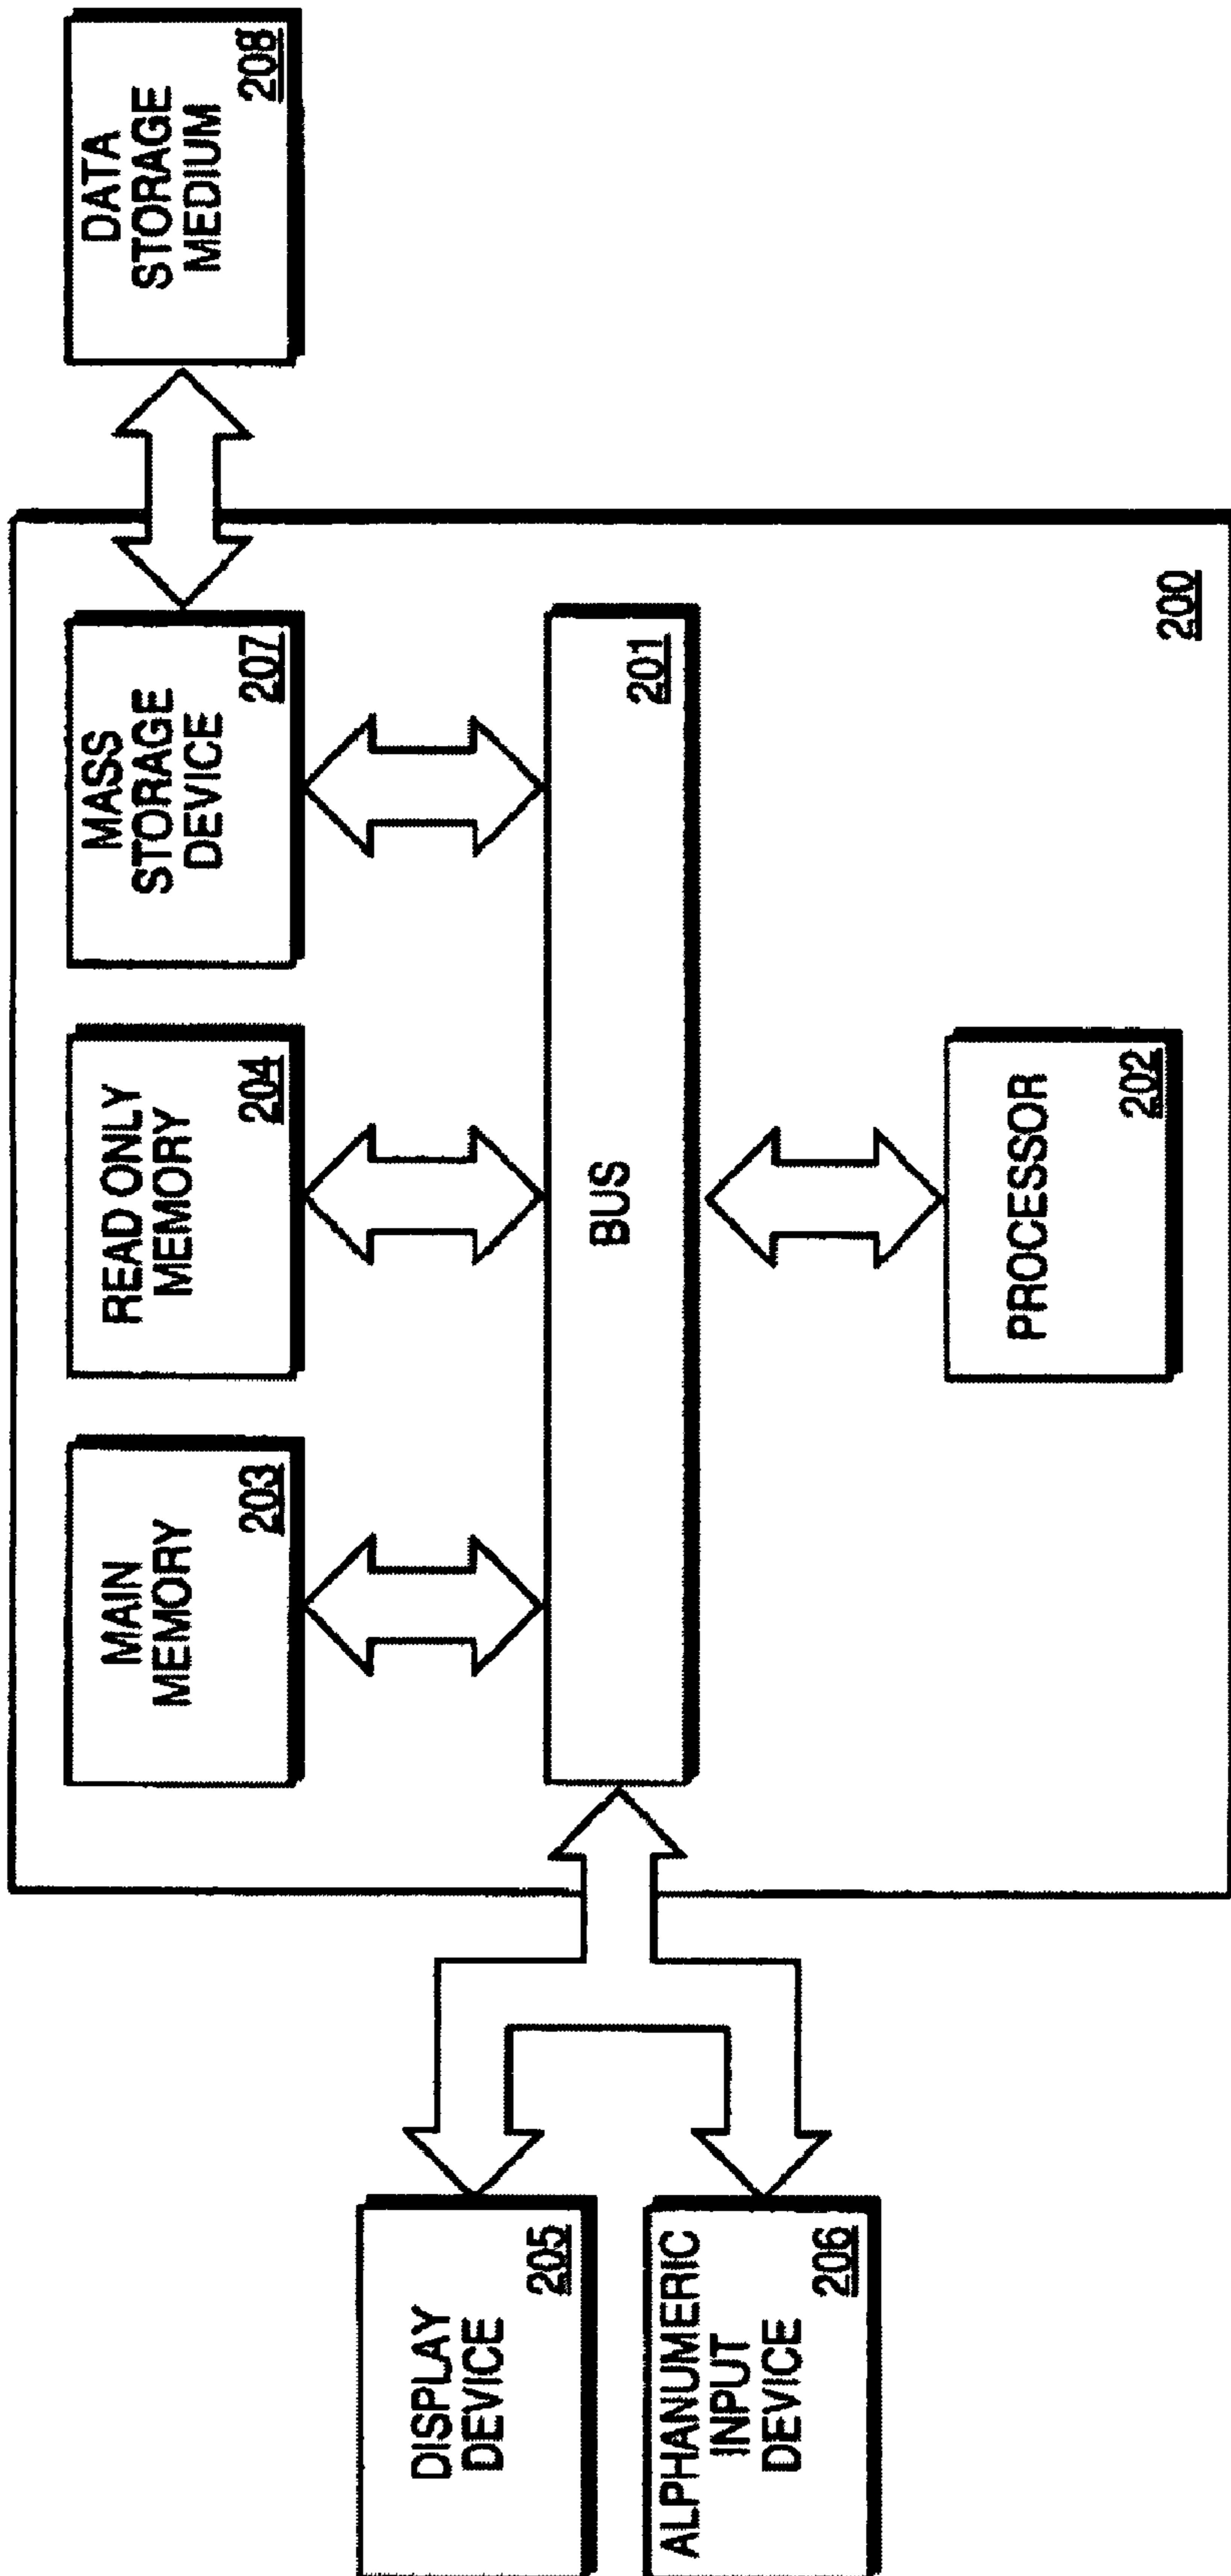 MAIN
MEMORY
203
READ ONLY
MEMORY
204
MASS
STORAGE
DEVICE
207
DATA
STORAGE
MEDIUM
208
DISPLAY
DEVICE
205
BUS
201
ALPHANUMERIC
INPUT
DEVICE
206
PROCESSOR
202
200